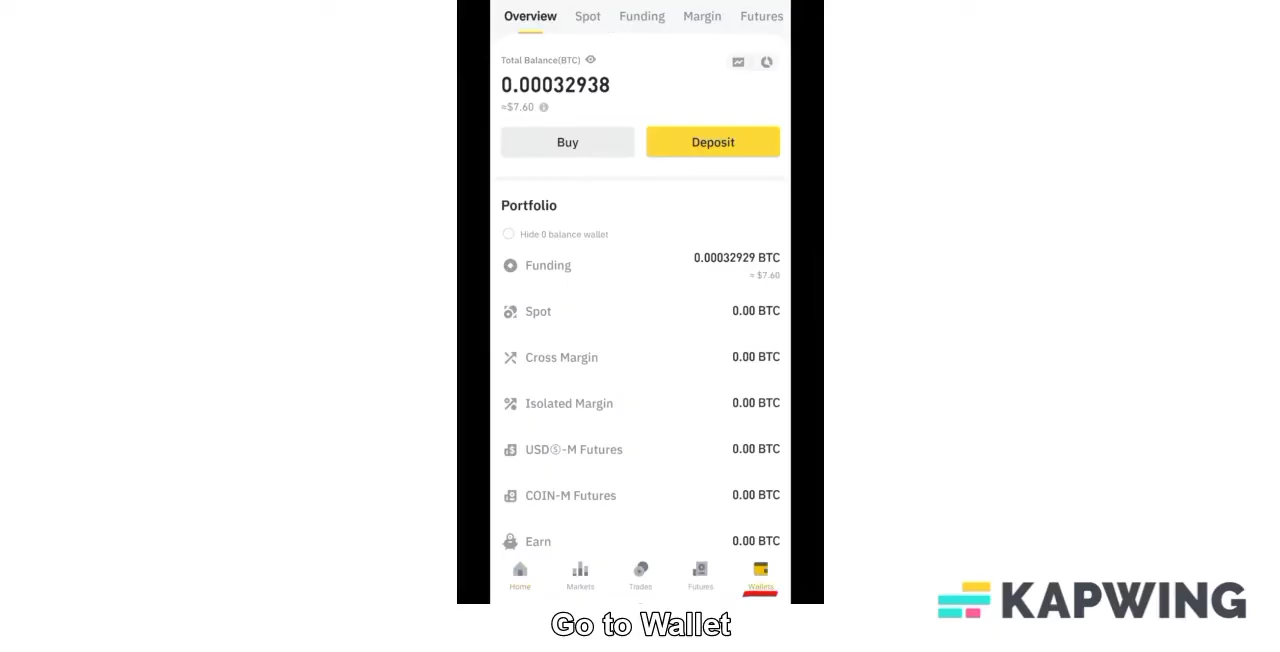 Overview Spot Funding Margin Futures
Total Balance(BTC)
0.00032938
≈$7.60
Buy Deposit
Portfolio
Hide 0 balance wallet
Funding 0.00032929 BTC
≈ $7.60
Spot 0.00 BTC
Cross Margin 0.00 BTC
Isolated Margin 0.00 BTC
USDⓈ-M Futures 0.00 BTC
COIN-M Futures 0.00 BTC
Earn 0.00 BTC
Home Markets Trades Futures Wallets
KAPWING
Go to Wallet